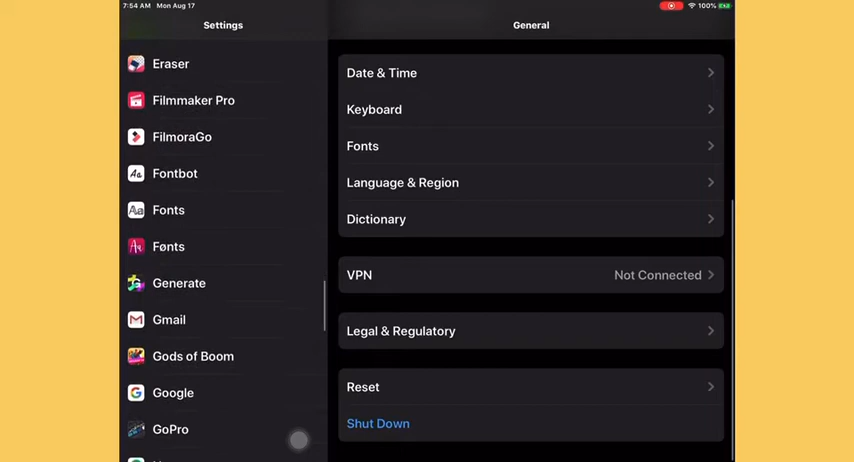 7:54 AM Mon Aug 17
100%
Settings
Eraser
Filmmaker Pro
FilmoraGo
Fontbot
Fonts
Fønts
Generate
Gmail
Gods of Boom
Google
GoPro
General
Date & Time
Keyboard
Fonts
Language & Region
Dictionary
VPN Not Connected
Legal & Regulatory
Reset
Shut Down